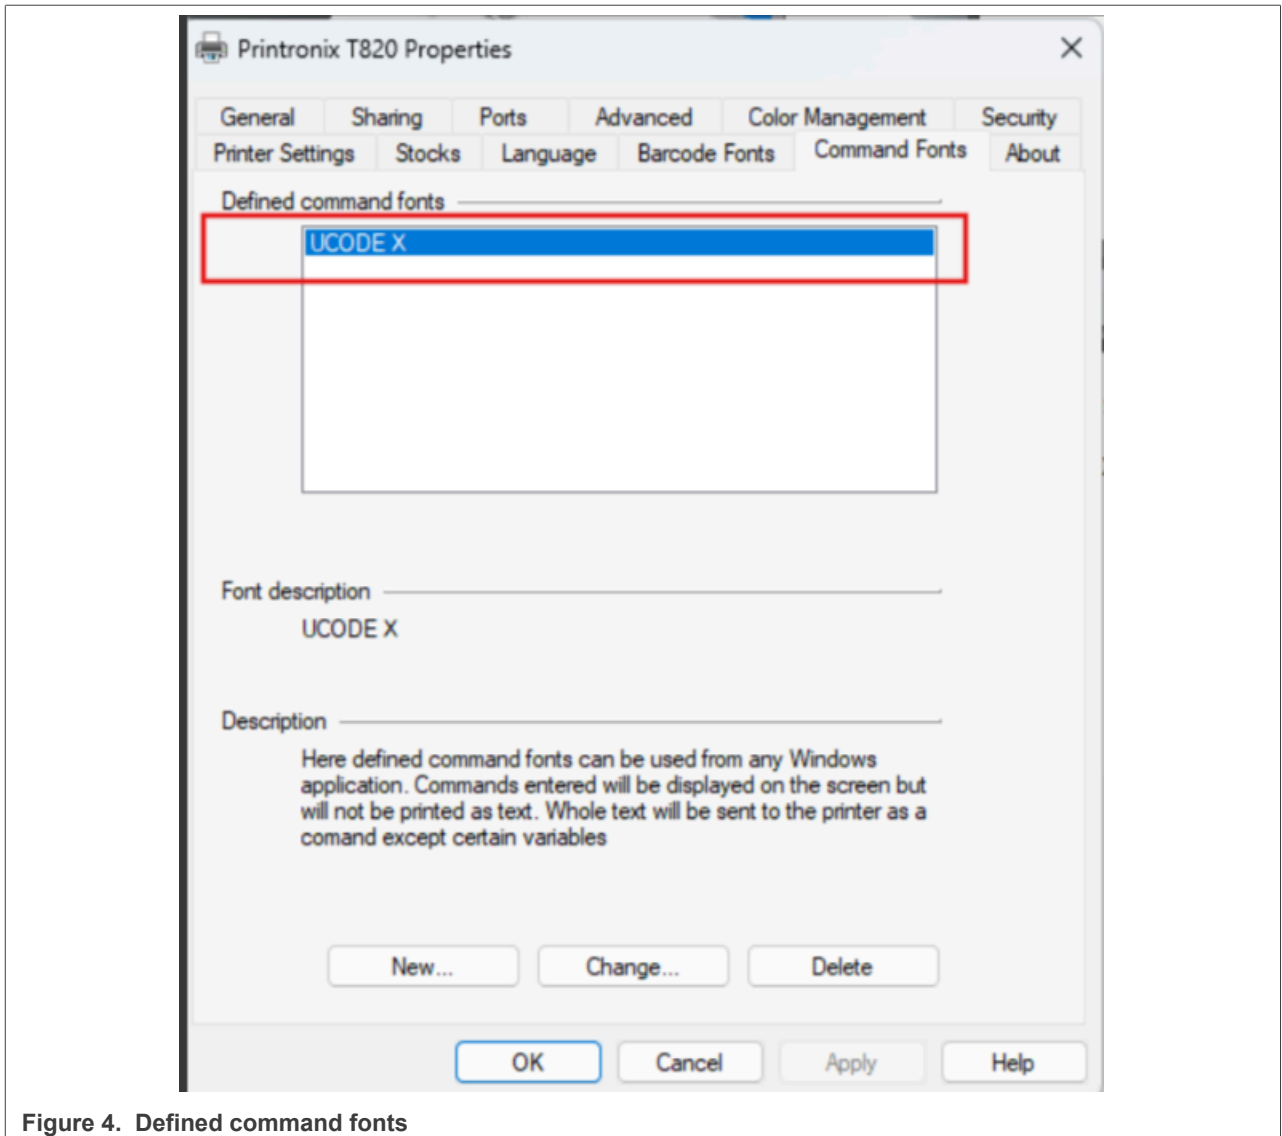 Printronix T820 Properties
General Sharing Ports Advanced Color Management Security
Printer Settings Stocks Language Barcode Fonts Command Fonts About
Defined command fonts
UCODE X
Font description
UCODE X
Description
Here defined command fonts can be used from any Windows
application. Commands entered will be displayed on the screen but
will not be printed as text. Whole text will be sent to the printer as a
comand except certain variables
New... Change... Delete
OK Cancel Apply Help
Figure 4. Defined command fonts